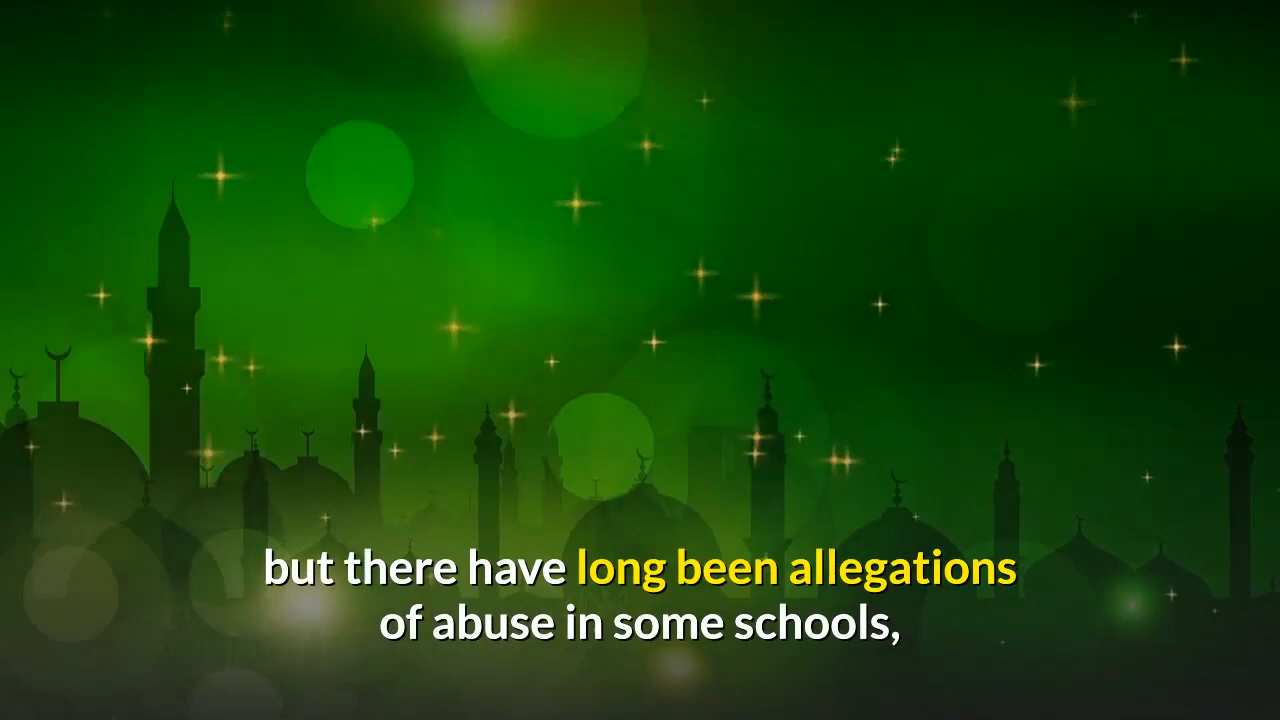 but there have long been allegations
of abuse in some schools,